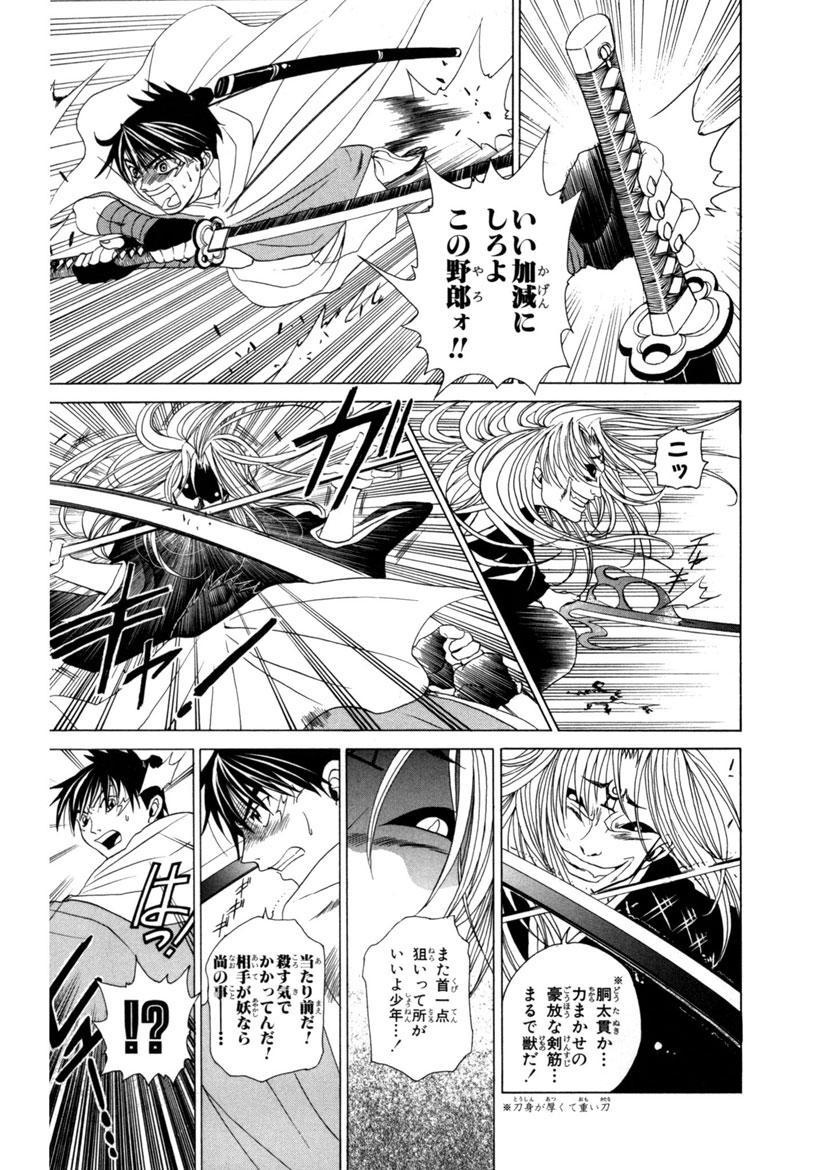 いい加減に
しろよ
この野郎ォ!!
ニッ
ガッ
キャーン…
※胴太貫か…
力まかせの
豪放な剣筋…
まるで獣だ!
※刀身が厚くて重い刀
また首一点
狙いって所が
いいよ少年…!
当たり前だ!
殺す気で
かかってんだ!
相手が妖なら
尚の事——…
はっ!
!?